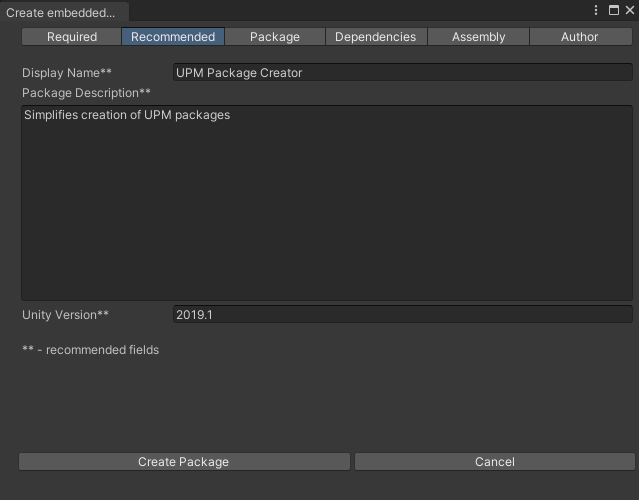 Create embedded...
Required Recommended Package Dependencies Assembly Author
Display Name** UPM Package Creator
Package Description**
Simplifies creation of UPM packages
Unity Version** 2019.1
** - recommended fields
Create Package Cancel